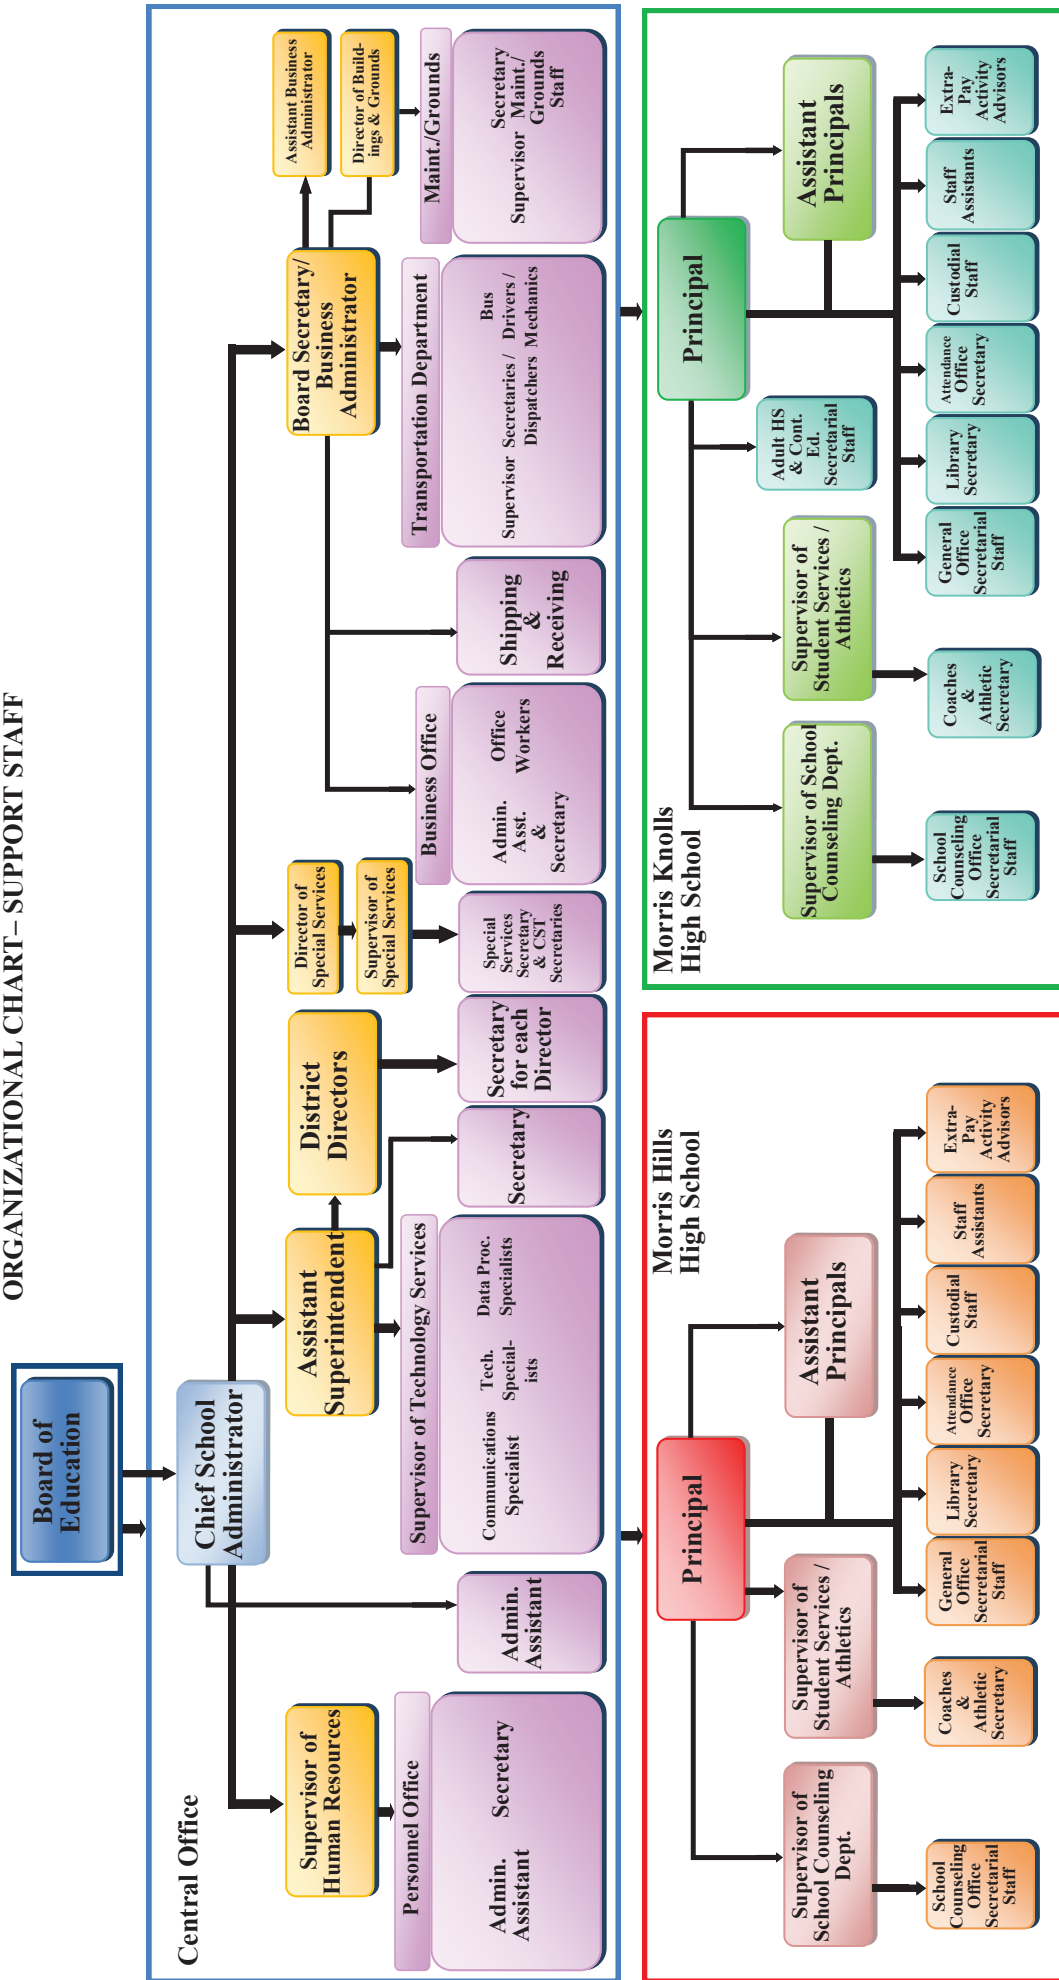 ORGANIZATIONAL CHART– SUPPORT STAFF
Board of
Education
Central Office
Chief School
Administrator
Supervisor of
Human Resources
Personnel Office
Admin.
Assistant
Secretary
Admin.
Assistant
Assistant
Superintendent
Supervisor of Technology Services
Communications
Specialist
Tech.
Special-
ists
Data Proc.
Specialists
Secretary
District
Directors
Secretary
for each
Director
Director of
Special Services
Supervisor of
Special Services
Special
Services
Secretary
& CST
Secretaries
Board Secretary/
Business
Administrator
Business Office
Admin.
Asst.
&
Secretary
Office
Workers
Shipping
&
Receiving
Transportation Department
Supervisor
Secretaries /
Dispatchers
Bus
Drivers /
Mechanics
Assistant Business
Administrator
Director of Build-
ings & Grounds
Maint./Grounds
Supervisor
Secretary
Maint./
Grounds
Staff
Morris Hills
High School
Principal
Supervisor of
School Counseling
Dept.
School
Counseling
Office
Secretarial
Staff
Supervisor of
Student Services /
Athletics
Coaches
&
Athletic
Secretary
Assistant
Principals
General
Office
Secretarial
Staff
Library
Secretary
Attendance
Office
Secretary
Custodial
Staff
Staff
Assistants
Extra-
Pay
Activity
Advisors
Morris Knolls
High School
Principal
Supervisor of School
Counseling Dept.
School
Counseling
Office
Secretarial
Staff
Supervisor of
Student Services /
Athletics
Coaches
&
Athletic
Secretary
Adult HS
& Cont.
Ed.
Secretarial
Staff
Assistant
Principals
General
Office
Secretarial
Staff
Library
Secretary
Attendance
Office
Secretary
Custodial
Staff
Staff
Assistants
Extra-
Pay
Activity
Advisors